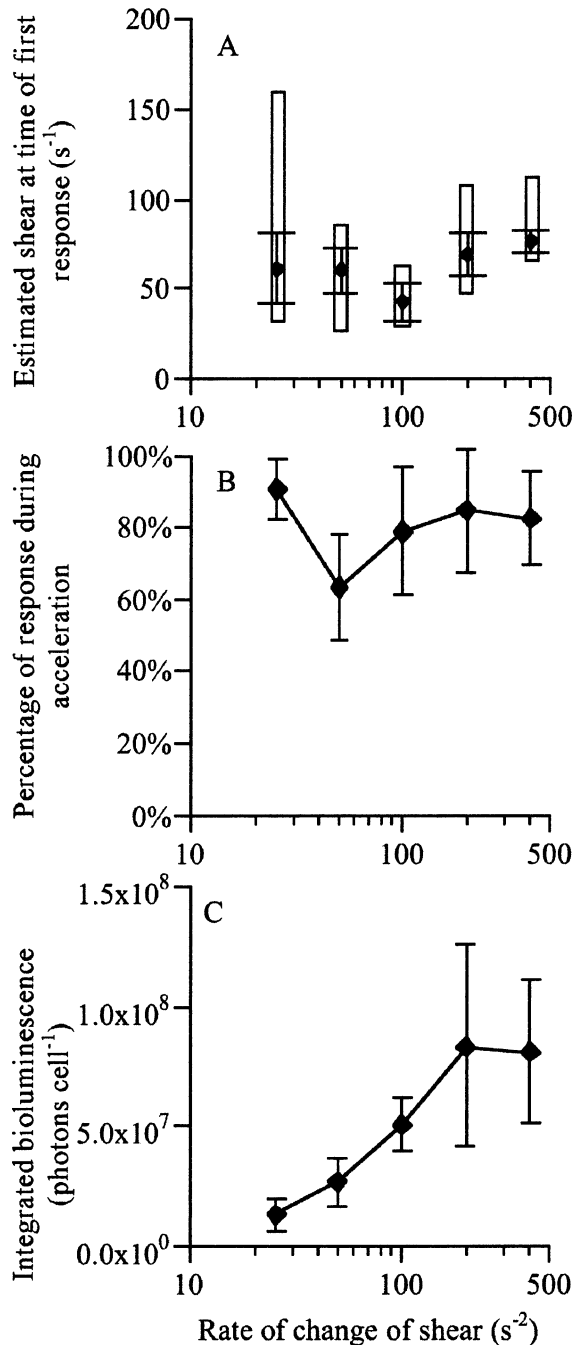 A
Estimated shear at time of first
response (s⁻¹)
200
150
100
50
0
10
100
500
B
Percentage of response during
acceleration
100%
80%
60%
40%
20%
0%
10
100
500
C
Integrated bioluminescence
(photons cell⁻¹)
1.5x10⁸
1.0x10⁸
5.0x10⁷
0.0x10⁰
10
100
500
Rate of change of shear (s⁻²)